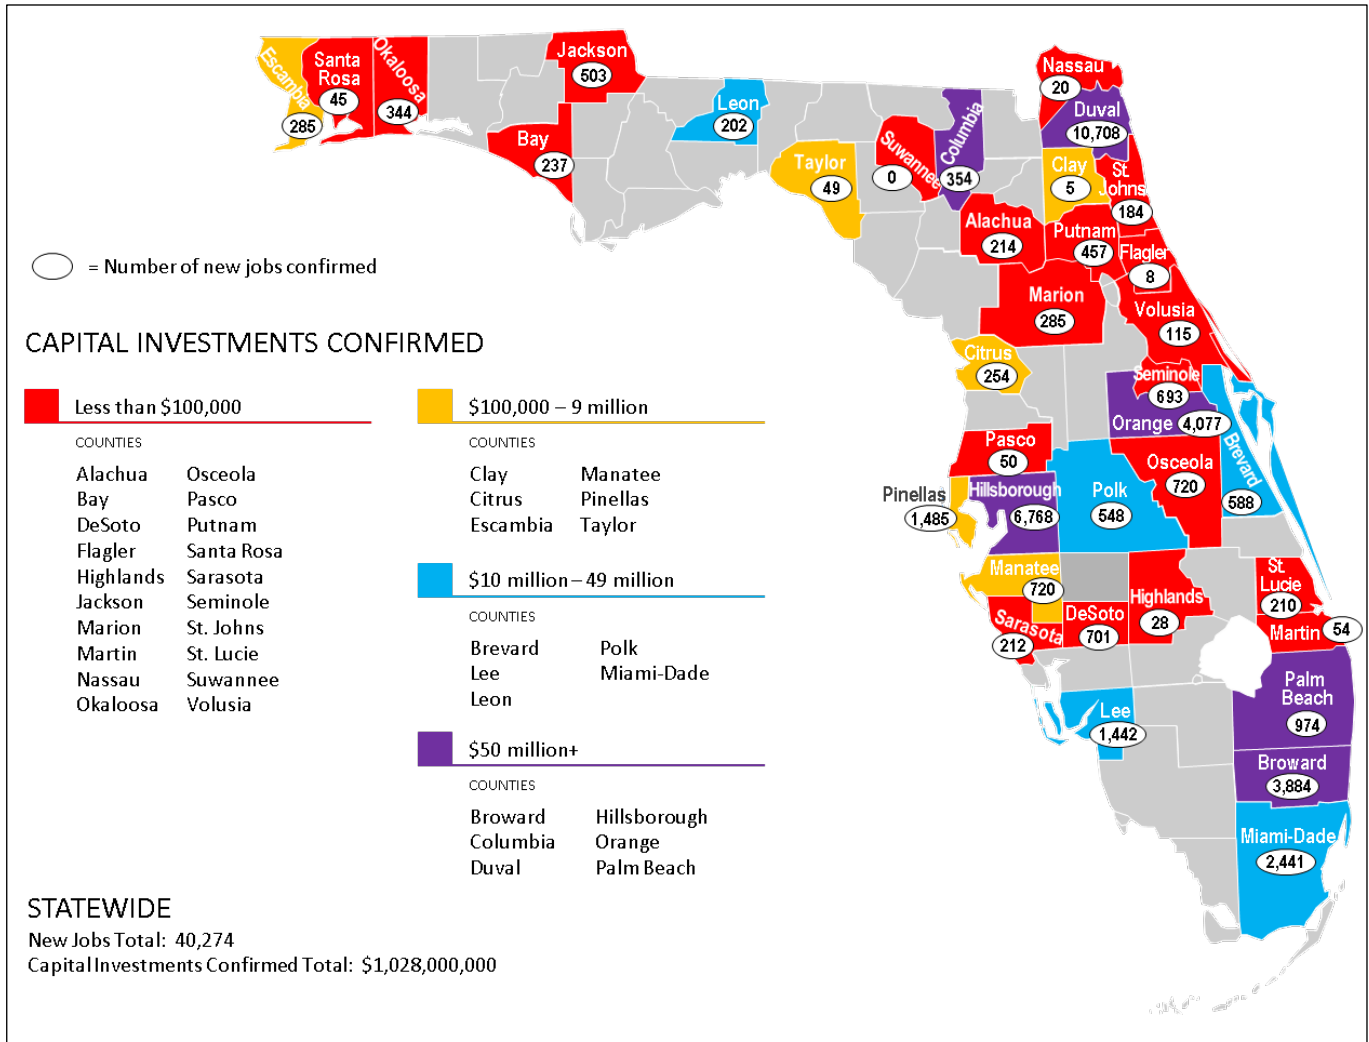 Escambia
285
Santa
Rosa
45
Okaloosa
344
Jackson
503
Bay
237
Leon
202
Taylor
49
Suwannee
0
Columbia
354
Nassau
20
Duval
10,708
Clay
5
St.
Johns
184
Alachua
214
Putnam
457
Flagler
8
Marion
285
Volusia
115
Citrus
254
Seminole
693
Orange
4,077
Brevard
588
Pasco
50
Osceola
720
Pinellas
1,485
Hillsborough
6,768
Polk
548
Manatee
720
Sarasota
212
DeSoto
701
Highlands
28
St.
Lucie
210
Martin
54
Palm
Beach
974
Lee
1,442
Broward
3,884
Miami-Dade
2,441
= Number of new jobs confirmed
CAPITAL INVESTMENTS CONFIRMED
Less than $100,000
COUNTIES
Alachua Osceola
Bay Pasco
DeSoto Putnam
Flagler Santa Rosa
Highlands Sarasota
Jackson Seminole
Marion St. Johns
Martin St. Lucie
Nassau Suwannee
Okaloosa Volusia
$100,000 – 9 million
COUNTIES
Clay Manatee
Citrus Pinellas
Escambia Taylor
$10 million – 49 million
COUNTIES
Brevard Polk
Lee Miami-Dade
Leon
$50 million+
COUNTIES
Broward Hillsborough
Columbia Orange
Duval Palm Beach
STATEWIDE
New Jobs Total: 40,274
Capital Investments Confirmed Total: $1,028,000,000